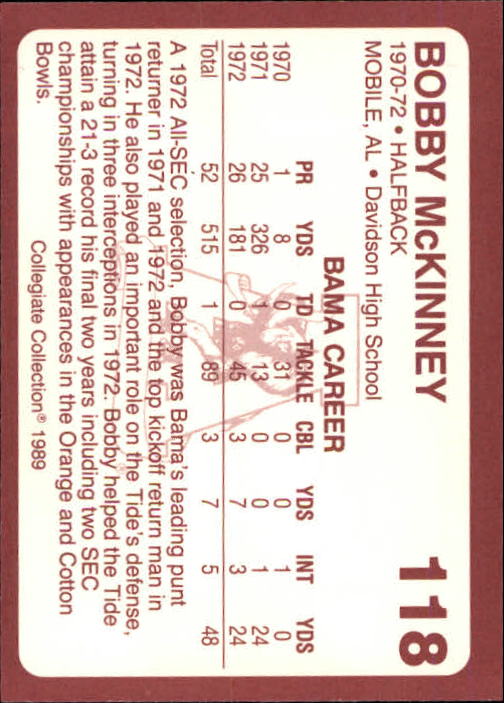 BOBBY McKINNEY 118
1970-72 • HALFBACK
MOBILE, AL • Davidson High School
BAMA CAREER
PR YDS TD TACKLE CBL YDS INT YDS
1970 1 8 0 31 0 0 1 0
1971 25 326 1 13 0 0 1 24
1972 26 181 0 45 3 7 3 24
Total 52 515 1 89 3 7 5 48
A 1972 All-SEC selection, Bobby was Bama's leading punt
returner in 1971 and 1972 and the top kickoff return man in
1972. He also played an important role on the Tide's defense,
turning in three interceptions in 1972. Bobby helped the Tide
attain a 21-3 record his final two years including two SEC
championships with appearances in the Orange and Cotton
Bowls.
Collegiate Collection® 1989